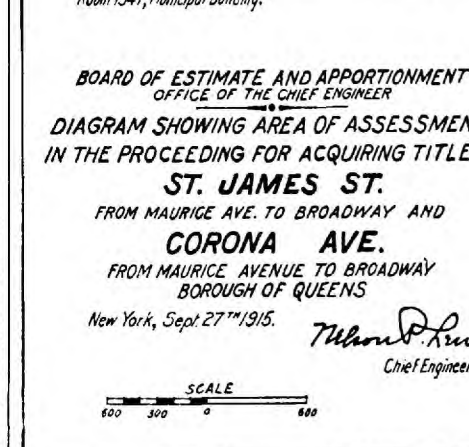 Room 1347, Municipal Building.
BOARD OF ESTIMATE AND APPORTIONMENT
OFFICE OF THE CHIEF ENGINEER
DIAGRAM SHOWING AREA OF ASSESSMEN
IN THE PROCEEDING FOR ACQUIRING TITLE
ST. JAMES ST.
FROM MAURICE AVE. TO BROADWAY AND
CORONA AVE.
FROM MAURICE AVENUE TO BROADWAY
BOROUGH OF QUEENS
New York, Sept. 27TH 1915.
Nelson P.
Chief Engineer
SCALE
600 300 0 600